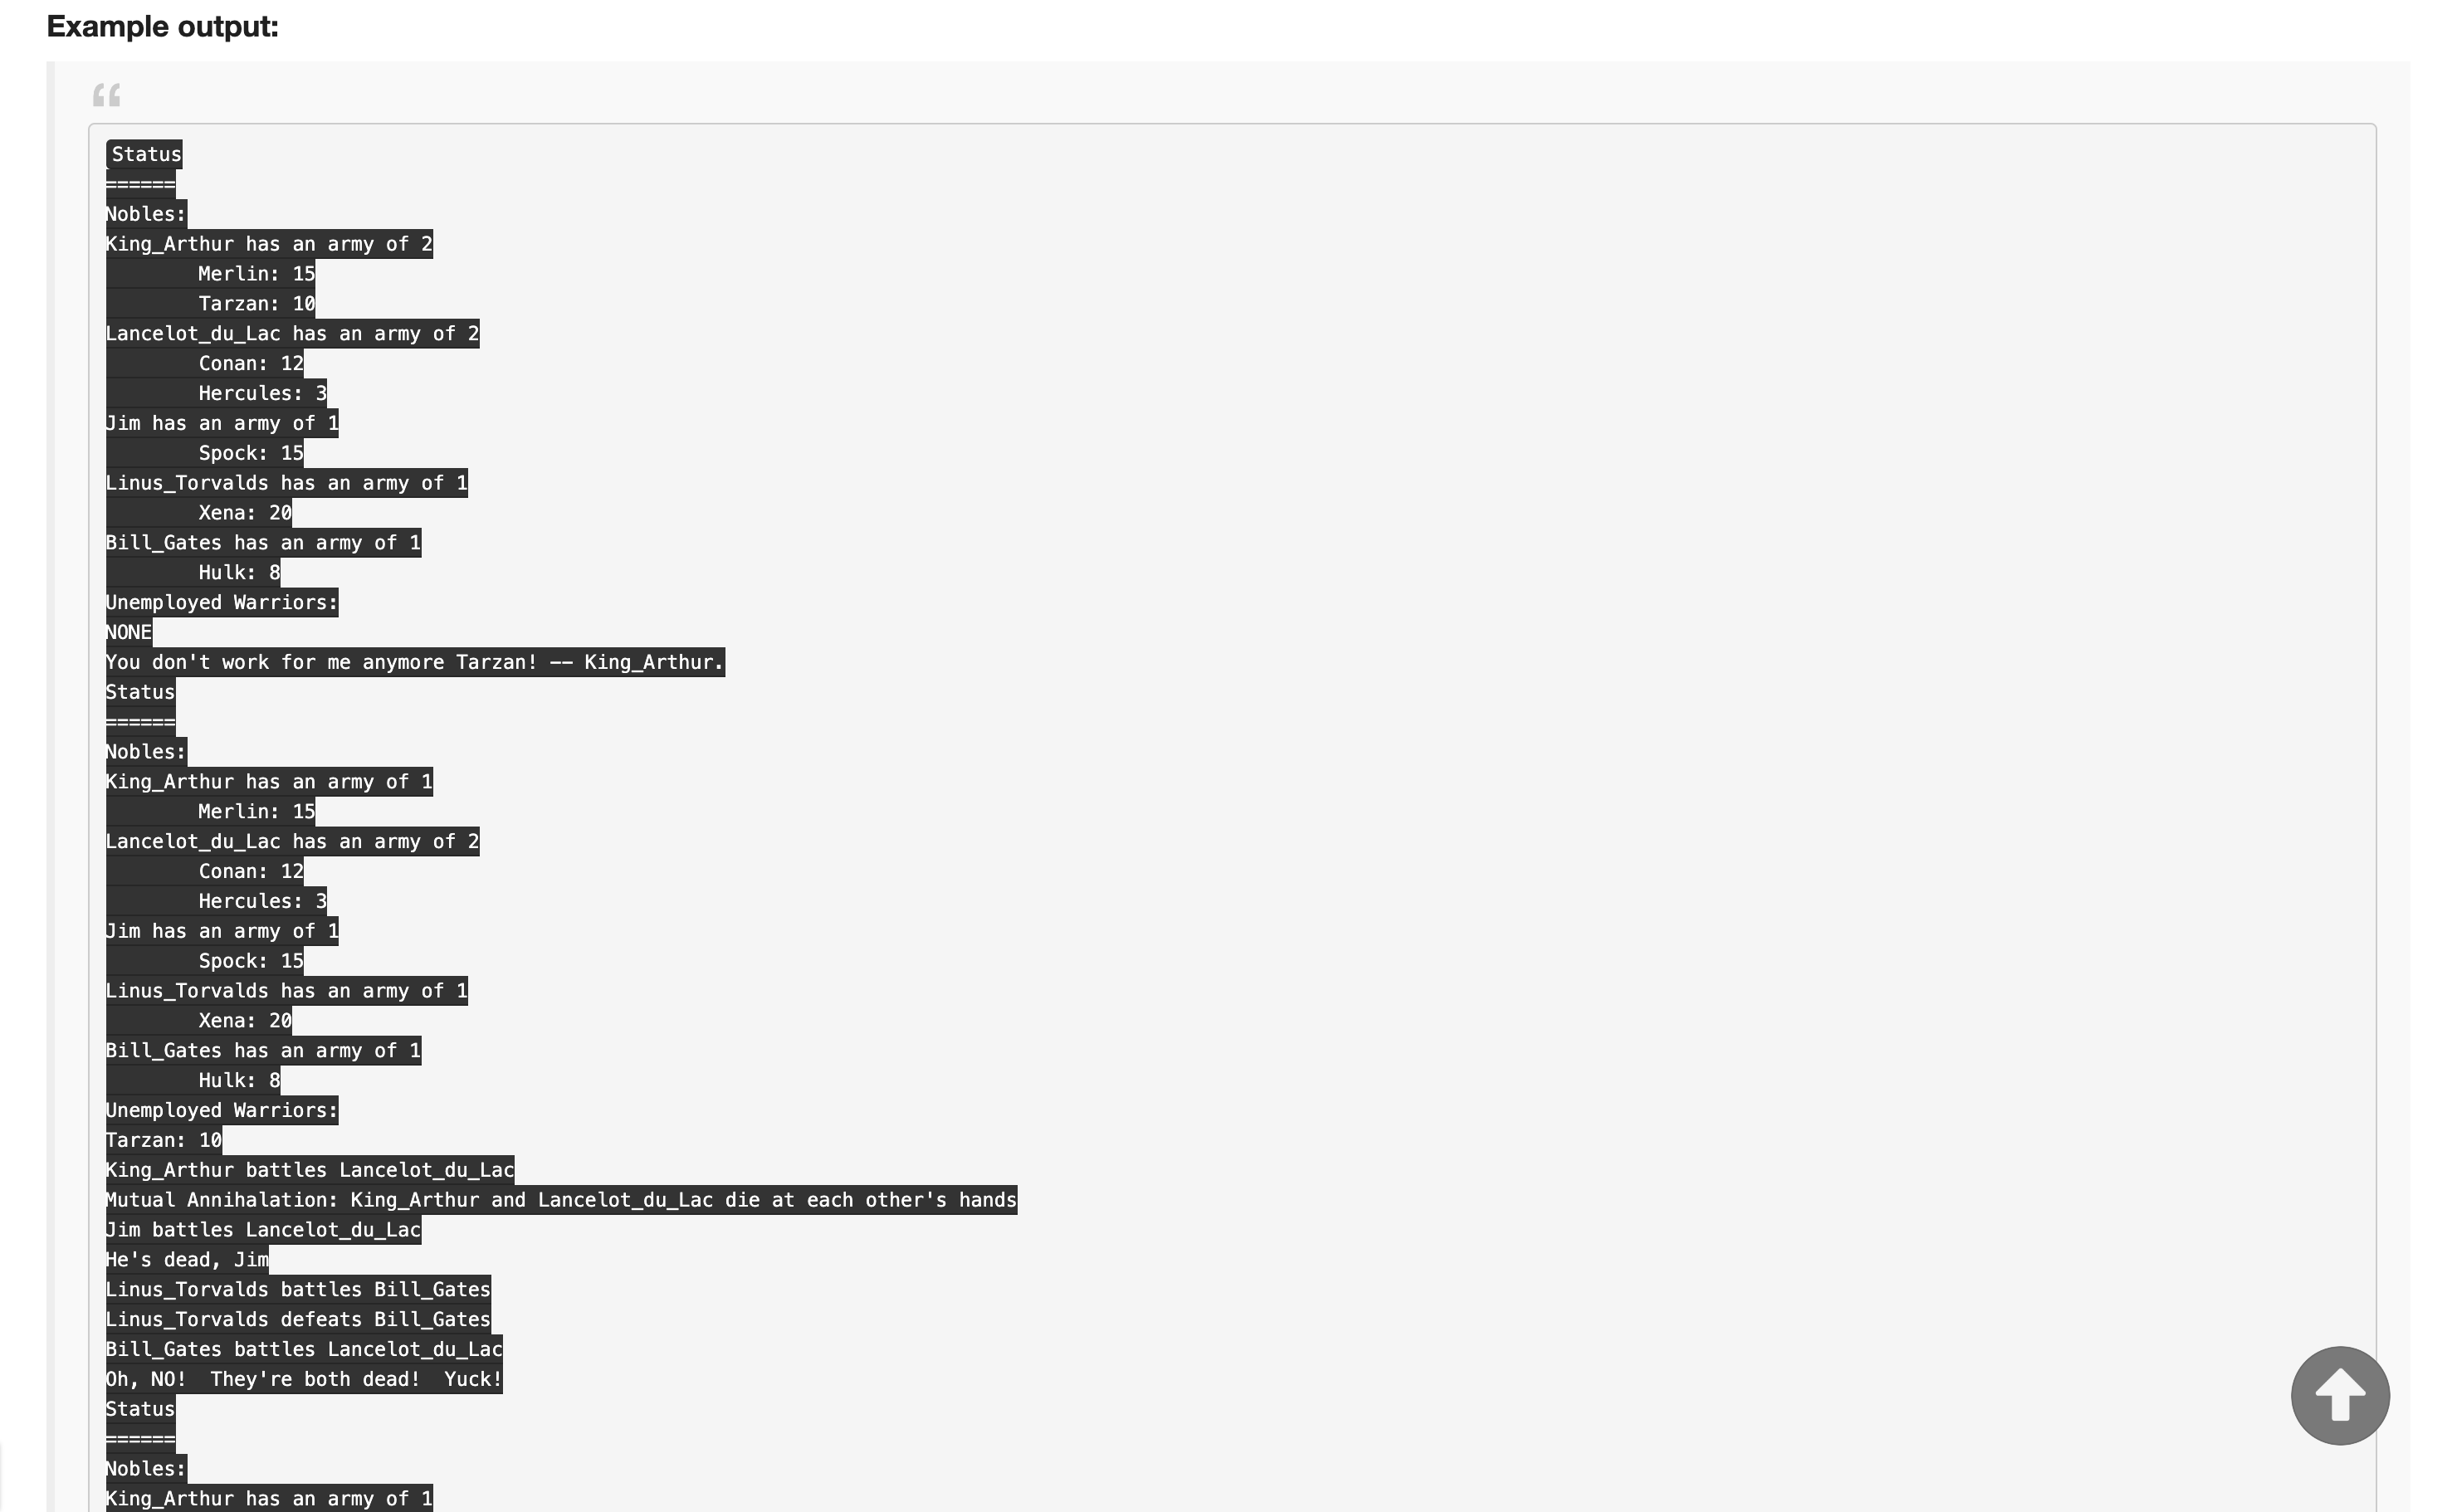 Example output:
“
Status
======
Nobles:
King_Arthur has an army of 2
        Merlin: 15
        Tarzan: 10
Lancelot_du_Lac has an army of 2
        Conan: 12
        Hercules: 3
Jim has an army of 1
        Spock: 15
Linus_Torvalds has an army of 1
        Xena: 20
Bill_Gates has an army of 1
        Hulk: 8
Unemployed Warriors:
NONE
You don't work for me anymore Tarzan! -- King_Arthur.
Status
======
Nobles:
King_Arthur has an army of 1
        Merlin: 15
Lancelot_du_Lac has an army of 2
        Conan: 12
        Hercules: 3
Jim has an army of 1
        Spock: 15
Linus_Torvalds has an army of 1
        Xena: 20
Bill_Gates has an army of 1
        Hulk: 8
Unemployed Warriors:
Tarzan: 10
King_Arthur battles Lancelot_du_Lac
Mutual Annihalation: King_Arthur and Lancelot_du_Lac die at each other's hands
Jim battles Lancelot_du_Lac
He's dead, Jim
Linus_Torvalds battles Bill_Gates
Linus_Torvalds defeats Bill_Gates
Bill_Gates battles Lancelot_du_Lac
Oh, NO!  They're both dead!  Yuck!
Status
======
Nobles:
King_Arthur has an army of 1